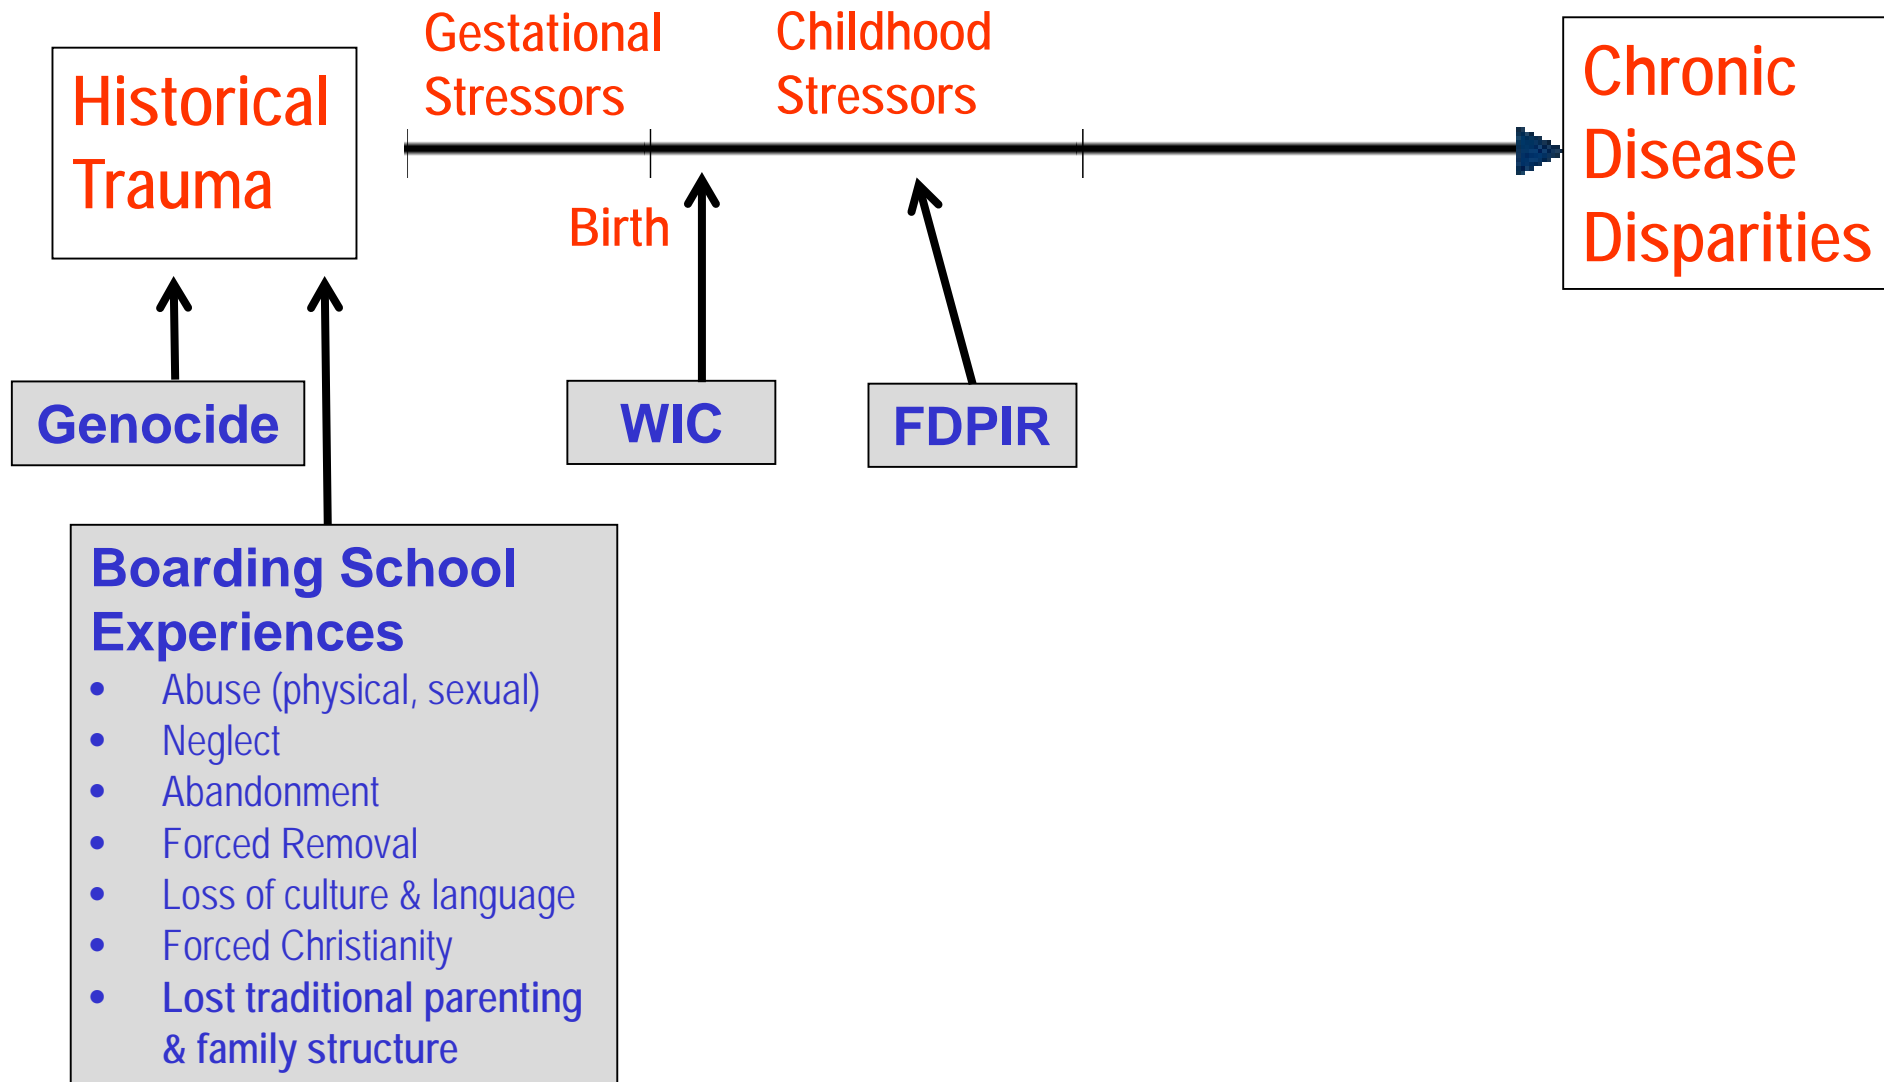 Historical
Trauma
Gestational
Stressors
Childhood
Stressors
Chronic
Disease
Disparities
Birth
Genocide
WIC
FDPIR
Boarding School
Experiences
• Abuse (physical, sexual)
• Neglect
• Abandonment
• Forced Removal
• Loss of culture & language
• Forced Christianity
• Lost traditional parenting
& family structure